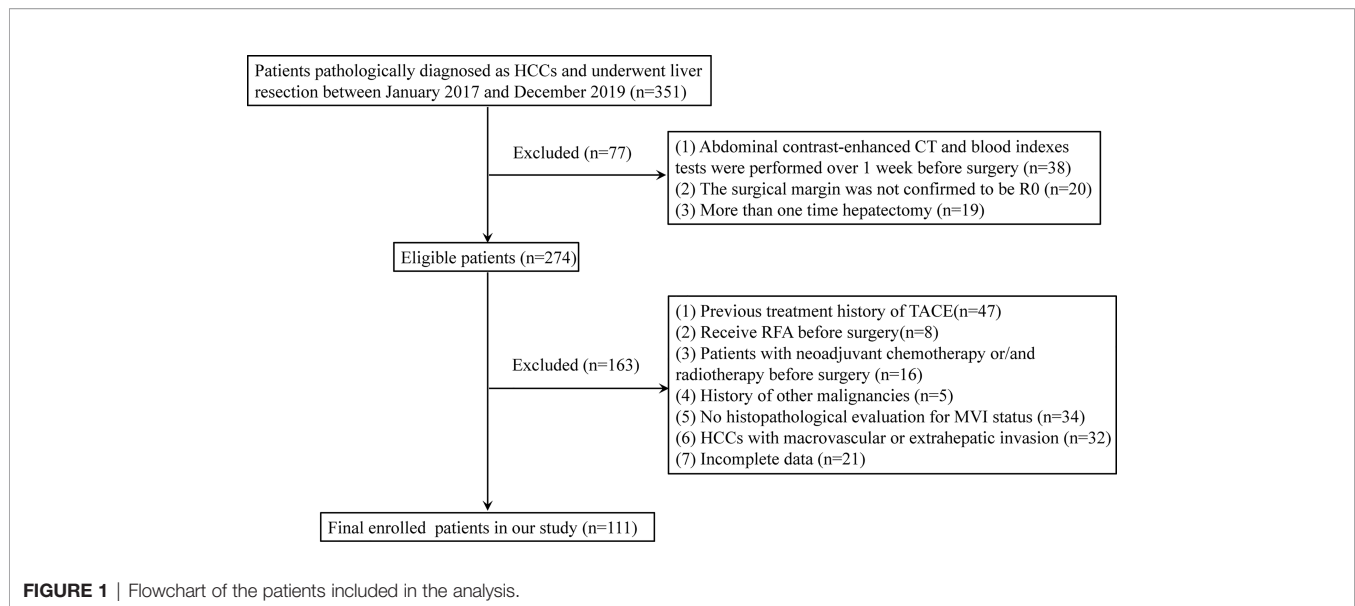 Patients pathologically diagnosed as HCCs and underwent liver
resection between January 2017 and December 2019 (n=351)
Excluded (n=77)
(1) Abdominal contrast-enhanced CT and blood indexes
tests were performed over 1 week before surgery (n=38)
(2) The surgical margin was not confirmed to be R0 (n=20)
(3) More than one time hepatectomy (n=19)
Eligible patients (n=274)
Excluded (n=163)
(1) Previous treatment history of TACE(n=47)
(2) Receive RFA before surgery(n=8)
(3) Patients with neoadjuvant chemotherapy or/and
radiotherapy before surgery (n=16)
(4) History of other malignancies (n=5)
(5) No histopathological evaluation for MVI status (n=34)
(6) HCCs with macrovascular or extrahepatic invasion (n=32)
(7) Incomplete data (n=21)
Final enrolled patients in our study (n=111)
FIGURE 1 | Flowchart of the patients included in the analysis.